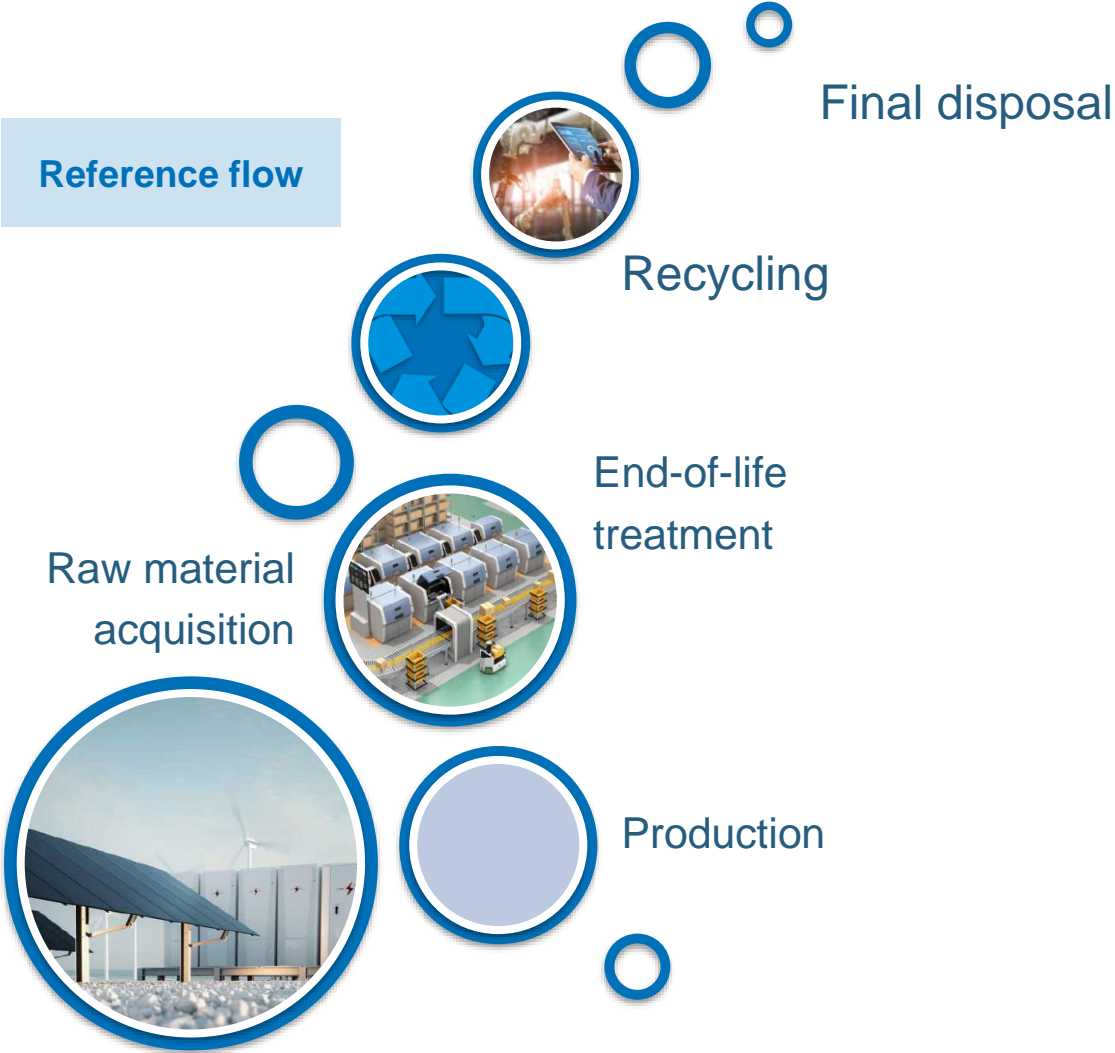 Final disposal
Reference flow
Recycling
End-of-life
treatment
Raw material
acquisition
Production